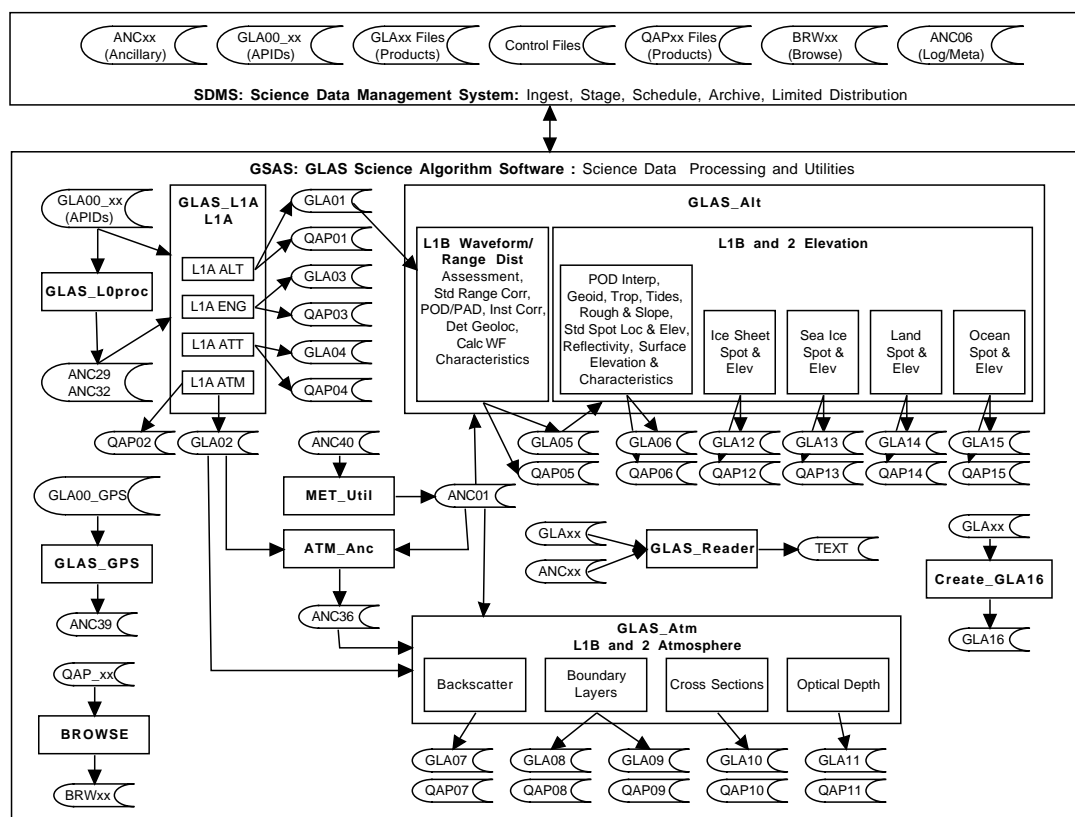 ANCxx
(Ancillary)
GLA00_xx
(APIDs)
GLAxx Files
(Products)
Control Files
QAPxx Files
(Products)
BRWxx
(Browse)
ANC06
(Log/Meta)
SDMS: Science Data Management System: Ingest, Stage, Schedule, Archive, Limited Distribution
GSAS: GLAS Science Algorithm Software : Science Data Processing and Utilities
GLA00_xx
(APIDs)
GLAS_L0proc
ANC29
ANC32
GLAS_L1A
L1A
L1A ALT
L1A ENG
L1A ATT
L1A ATM
GLA01
QAP01
GLA03
QAP03
GLA04
QAP04
QAP02
GLA02
GLAS_Alt
L1B Waveform/
Range Dist
Assessment,
Std Range Corr,
POD/PAD, Inst Corr,
Det Geoloc,
Calc WF
Characteristics
L1B and 2 Elevation
POD Interp,
Geoid, Trop, Tides,
Rough & Slope,
Std Spot Loc & Elev,
Reflectivity, Surface
Elevation &
Characteristics
Ice Sheet
Spot &
Elev
Sea Ice
Spot &
Elev
Land
Spot &
Elev
Ocean
Spot &
Elev
GLA05
QAP05
GLA06
QAP06
GLA12
QAP12
GLA13
QAP13
GLA14
QAP14
GLA15
QAP15
ANC40
MET_Util
ANC01
ATM_Anc
ANC36
GLA00_GPS
GLAS_GPS
ANC39
QAP_xx
BROWSE
BRWxx
GLAxx
ANCxx
GLAS_Reader
TEXT
GLAxx
Create_GLA16
GLA16
GLAS_Atm
L1B and 2 Atmosphere
Backscatter
Boundary
Layers
Cross Sections
Optical Depth
GLA07
QAP07
GLA08
QAP08
GLA09
QAP09
GLA10
QAP10
GLA11
QAP11